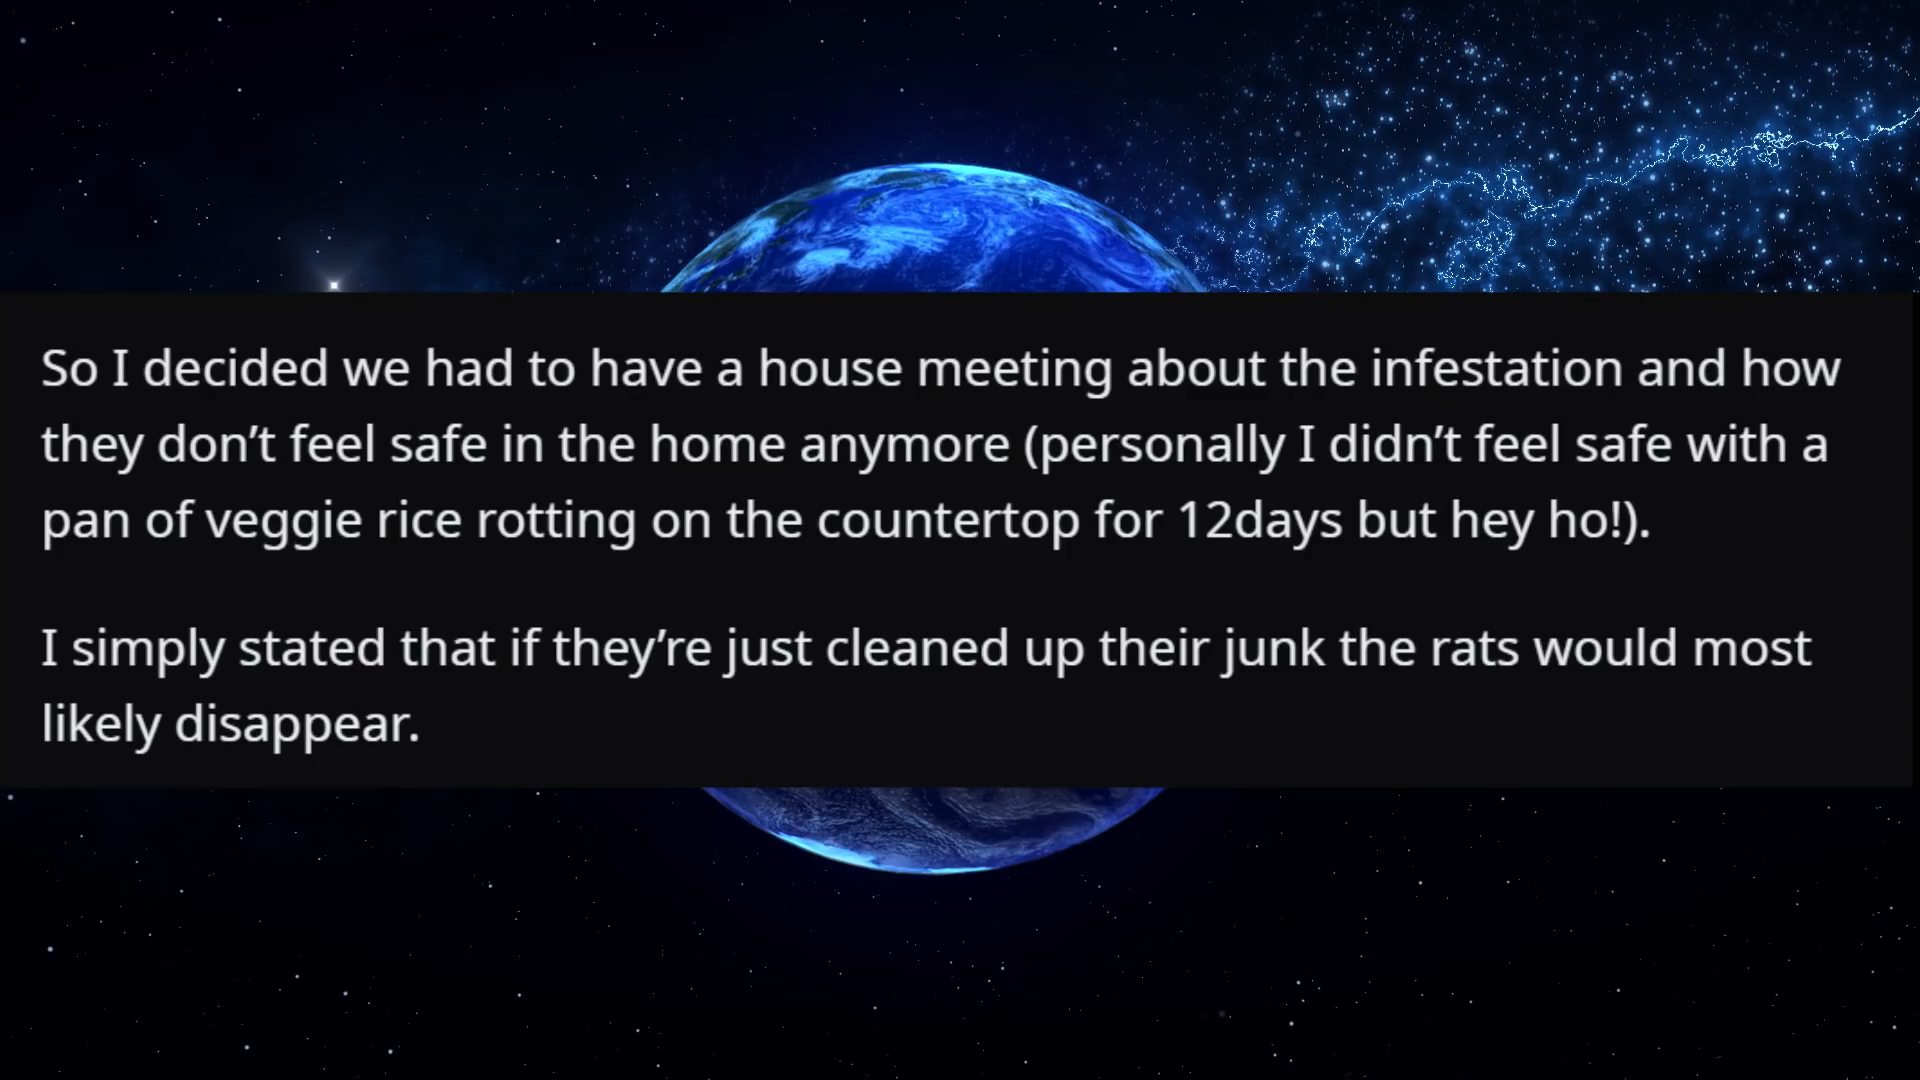 So I decided we had to have a house meeting about the infestation and how
they don’t feel safe in the home anymore (personally I didn’t feel safe with a
pan of veggie rice rotting on the countertop for 12days but hey ho!).
I simply stated that if they’re just cleaned up their junk the rats would most
likely disappear.